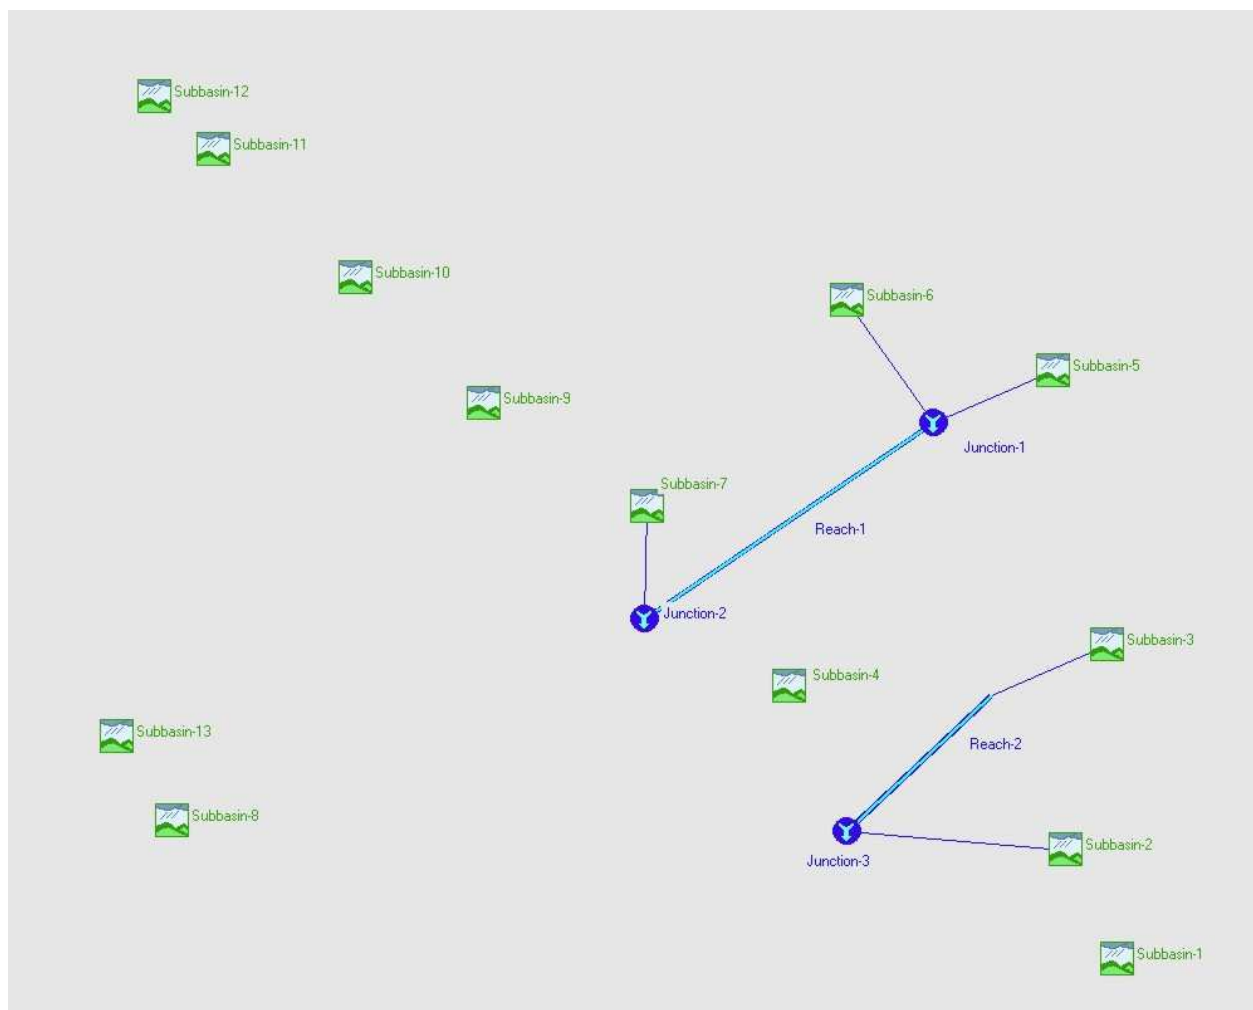 Subbasin-12
Subbasin-11
Subbasin-10
Subbasin-6
Subbasin-5
Subbasin-9
Junction-1
Subbasin-7
Reach-1
Junction-2
Subbasin-3
Subbasin-4
Subbasin-13
Reach-2
Subbasin-8
Subbasin-2
Junction-3
Subbasin-1